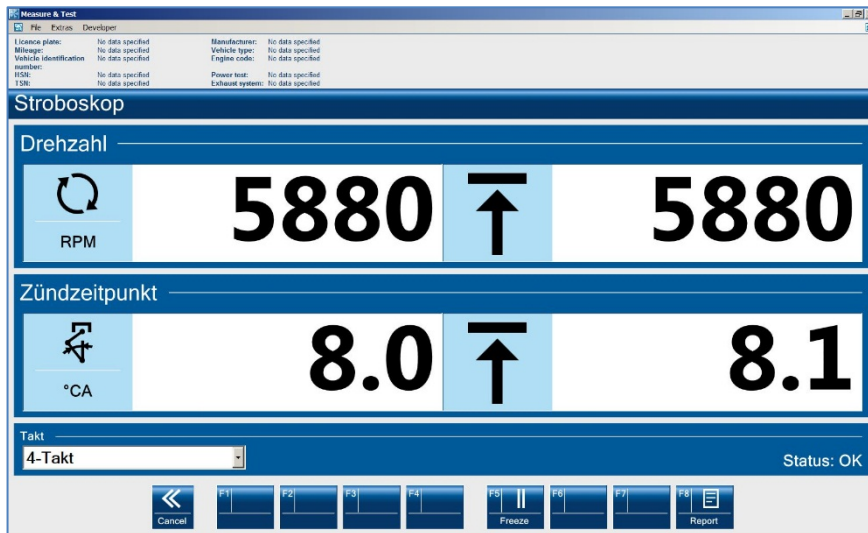 Measure & Test
File Extras Developer
Licence plate: No data specified Manufacturer: No data specified
Mileage: No data specified Vehicle type: No data specified
Vehicle identification number: No data specified Engine code: No data specified
HSN: No data specified Power test: No data specified
TSN: No data specified Exhaust system: No data specified
Stroboskop
Drehzahl
5880 5880
RPM
Zündzeitpunkt
8.0 8.1
°CA
Takt
4-Takt
Status: OK
F1 F2 F3 F4 F5 F6 F7 F8
Cancel Freeze Report